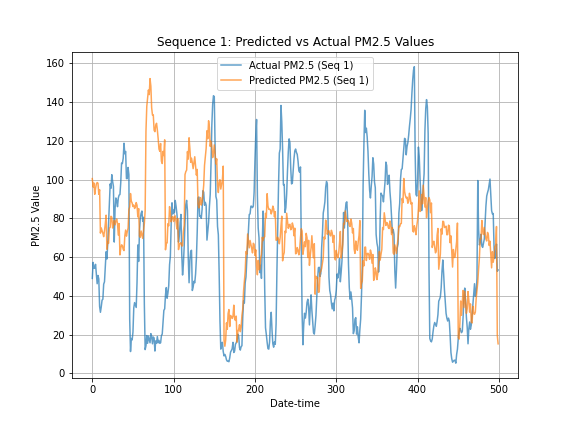 Sequence 1: Predicted vs Actual PM2.5 Values
Actual PM2.5 (Seq 1)
Predicted PM2.5 (Seq 1)
PM2.5 Value
160
140
120
100
80
60
40
20
0
0 100 200 300 400 500
Date-time